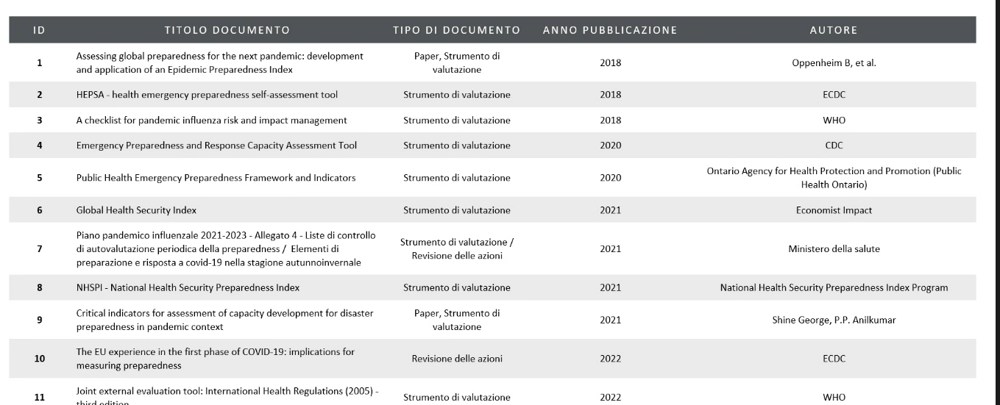 ID TITOLO DOCUMENTO TIPO DI DOCUMENTO ANNO PUBBLICAZIONE AUTORE
1 Assessing global preparedness for the next pandemic: development and application of an Epidemic Preparedness Index Paper, Strumento di valutazione 2018 Oppenheim B, et al.
2 HEPSA - health emergency preparedness self-assessment tool Strumento di valutazione 2018 ECDC
3 A checklist for pandemic influenza risk and impact management Strumento di valutazione 2018 WHO
4 Emergency Preparedness and Response Capacity Assessment Tool Strumento di valutazione 2020 CDC
5 Public Health Emergency Preparedness Framework and Indicators Strumento di valutazione 2020 Ontario Agency for Health Protection and Promotion (Public Health Ontario)
6 Global Health Security Index Strumento di valutazione 2021 Economist Impact
7 Piano pandemico influenzale 2021-2023 - Allegato 4 - Liste di controllo di autovalutazione periodica della preparedness / Elementi di preparazione e risposta a covid-19 nella stagione autunnoinvernale Strumento di valutazione / Revisione delle azioni 2021 Ministero della salute
8 NHSPI - National Health Security Preparedness Index Strumento di valutazione 2021 National Health Security Preparedness Index Program
9 Critical indicators for assessment of capacity development for disaster preparedness in pandemic context Paper, Strumento di valutazione 2021 Shine George, P.P. Anilkumar
10 The EU experience in the first phase of COVID-19: implications for measuring preparedness Revisione delle azioni 2022 ECDC
11 Joint external evaluation tool: International Health Regulations (2005) - third edition Strumento di valutazione 2022 WHO